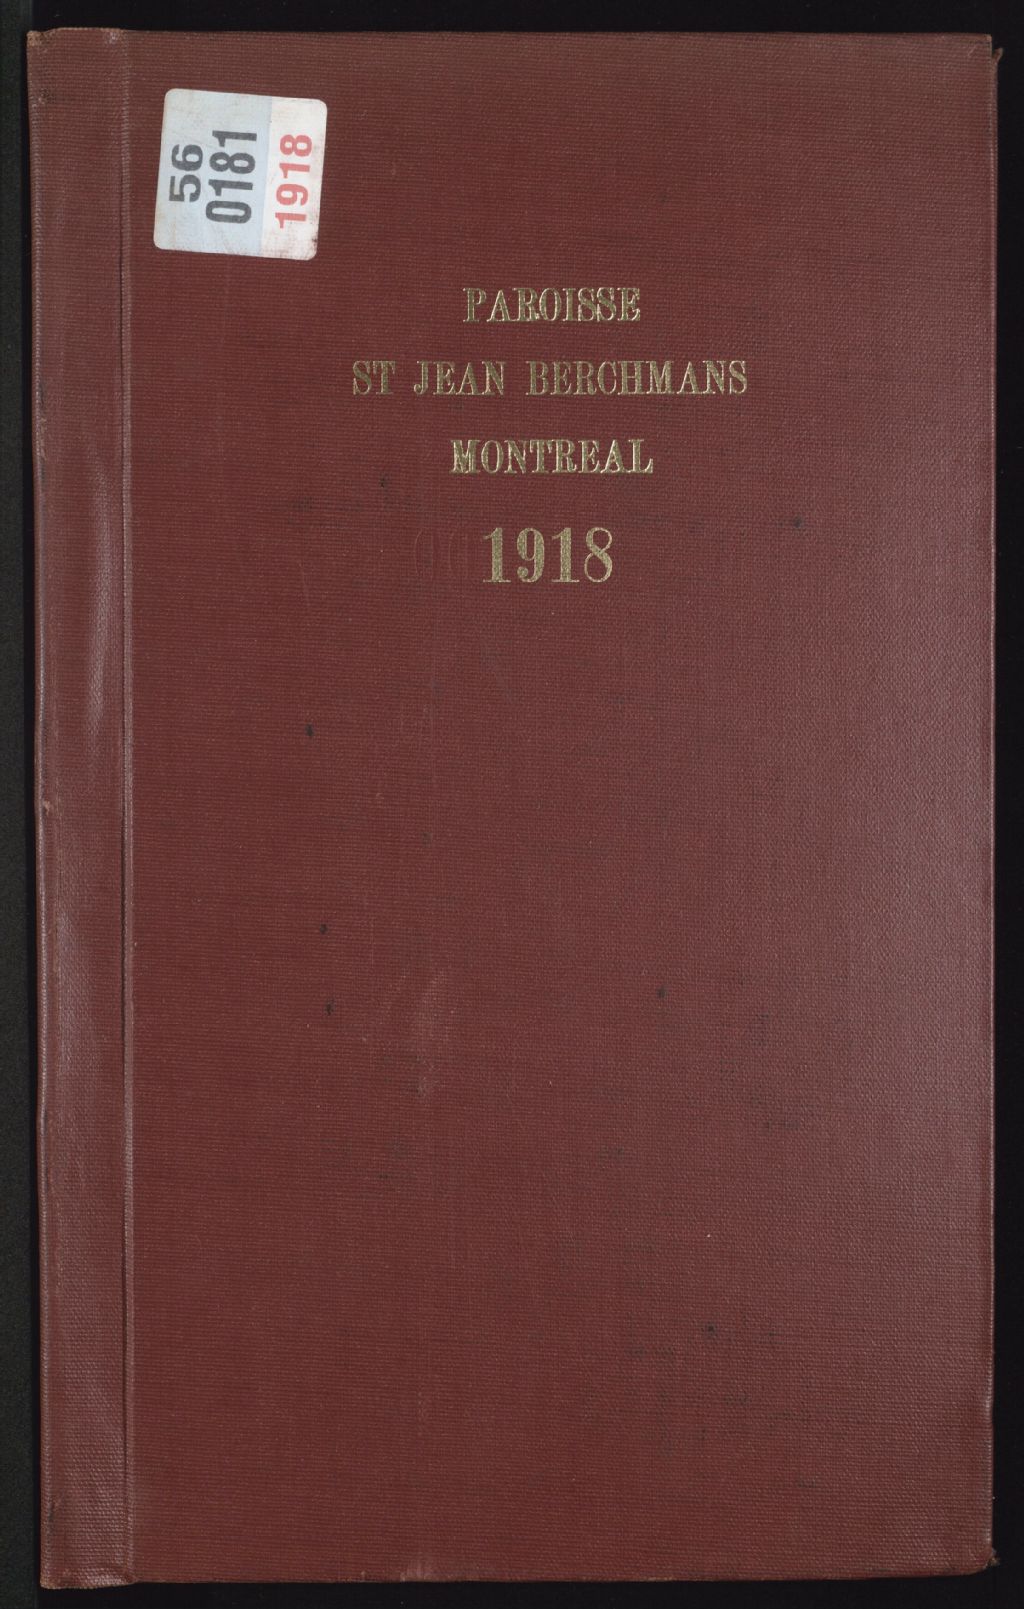 56
0181
1918
PAROISSE
ST JEAN BERCHMANS
MONTREAL
1918